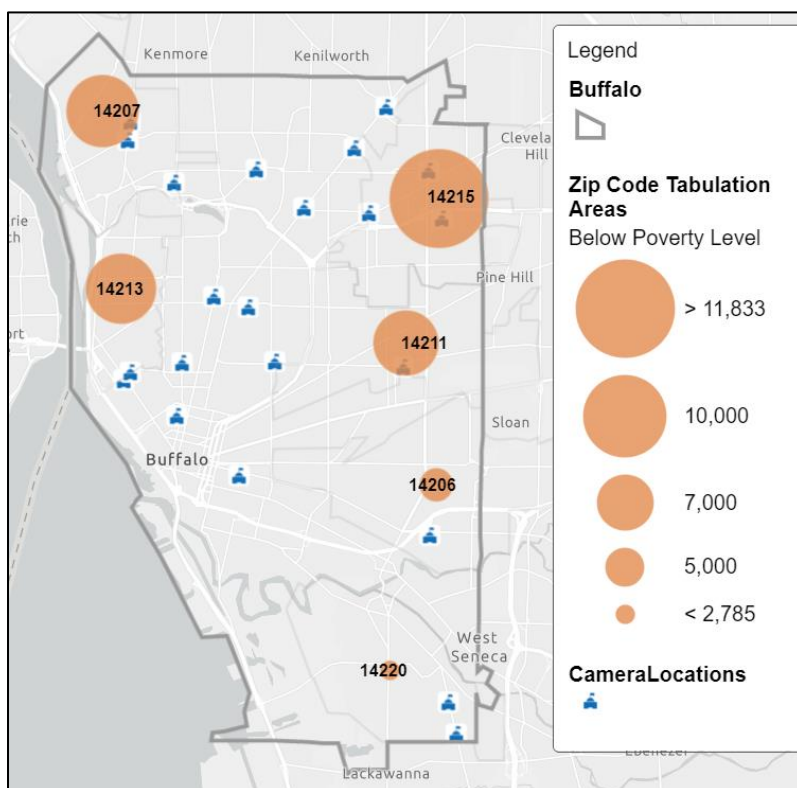 Kenmore
Kenilworth
Legend
Buffalo
14207
Clevela
Hill
Zip Code Tabulation
Areas
Below Poverty Level
14215
rie
ch
Pine Hill
14213
> 11,833
ort
14211
10,000
Sloan
Buffalo
14206
7,000
5,000
< 2,785
West
Seneca
14220
CameraLocations
Lackawanna
Ebenezer